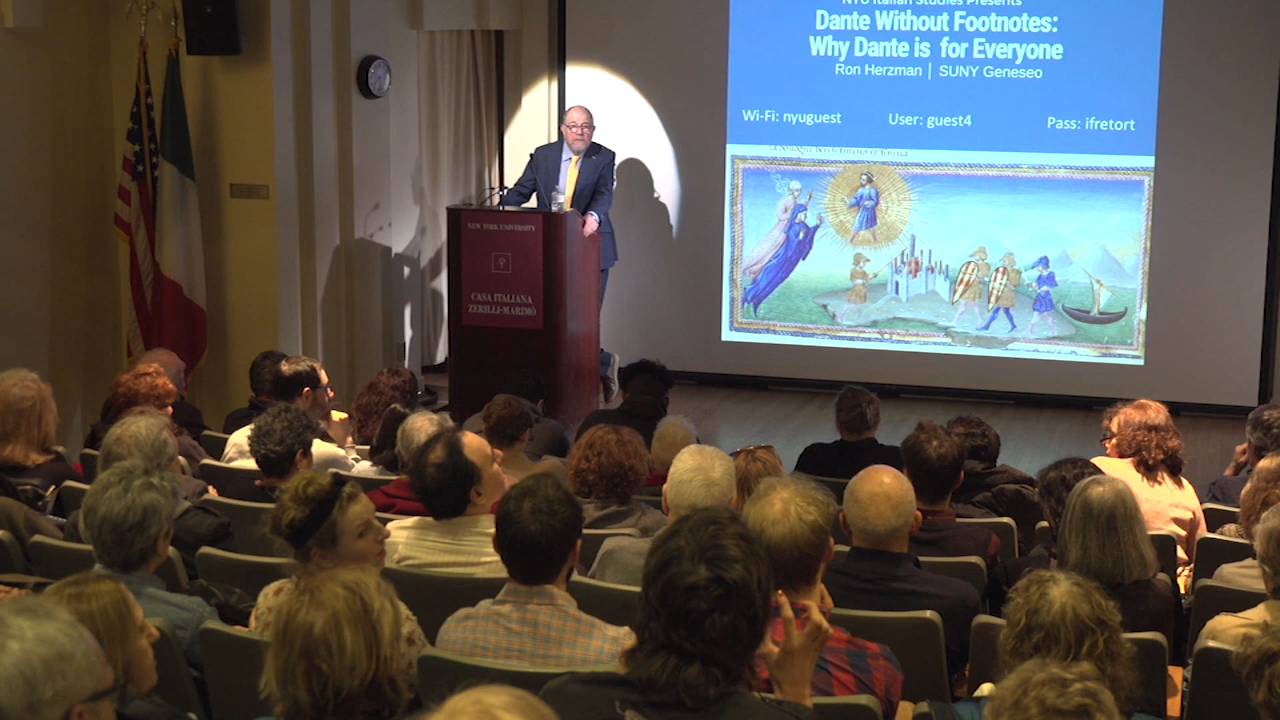 NYU Italian Studies Presents
Dante Without Footnotes:
Why Dante is for Everyone
Ron Herzman | SUNY Geneseo
Wi-Fi: nyuguest User: guest4 Pass: ifretort
NEW YORK UNIVERSITY
CASA ITALIANA
ZERILLI-MARIMÒ